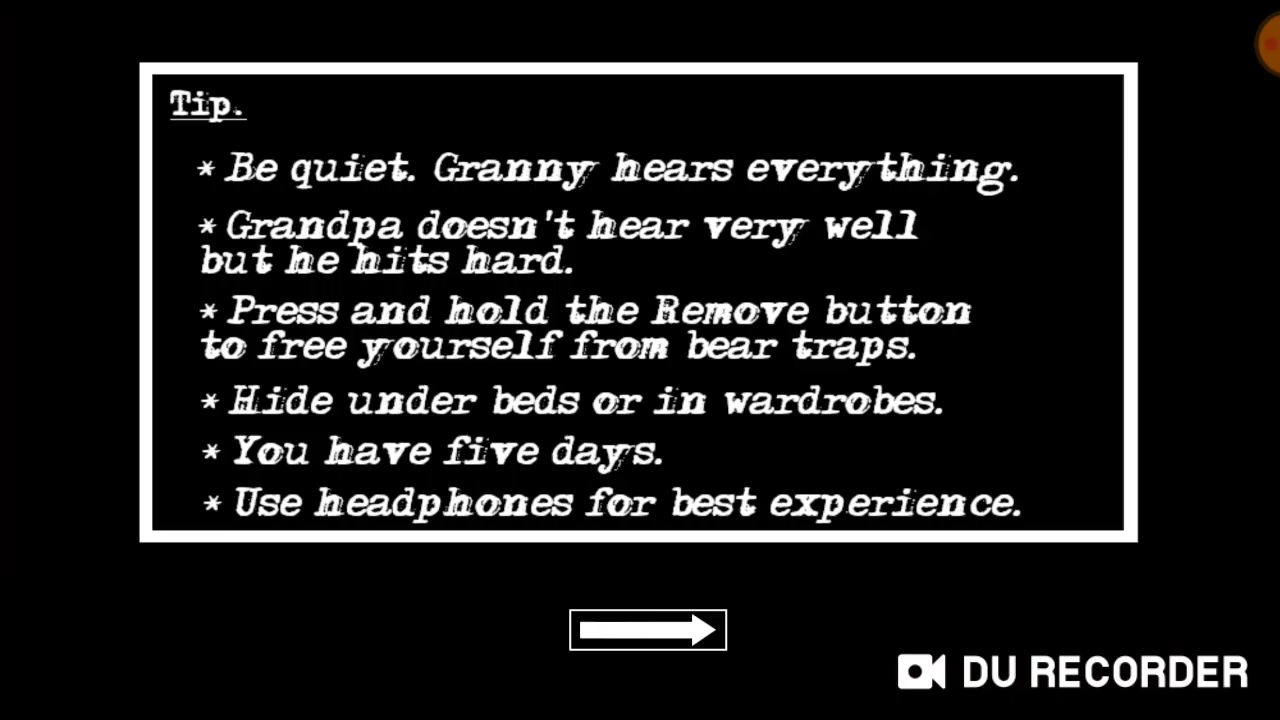 Tip.
* Be quiet. Granny hears everything.
* Grandpa doesn't hear very well
but he hits hard.
* Press and hold the Remove button
to free yourself from bear traps.
* Hide under beds or in wardrobes.
* You have five days.
* Use headphones for best experience.
DU RECORDER